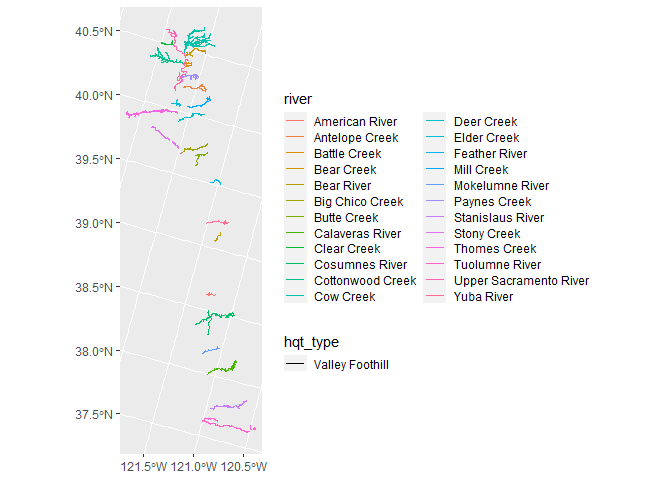 40.5°N
40.0°N
39.5°N
39.0°N
38.5°N
38.0°N
37.5°N
121.5°W 121.0°W 120.5°W
river
American River
Antelope Creek
Battle Creek
Bear Creek
Bear River
Big Chico Creek
Butte Creek
Calaveras River
Clear Creek
Cosumnes River
Cottonwood Creek
Cow Creek
Deer Creek
Elder Creek
Feather River
Mill Creek
Mokelumne River
Paynes Creek
Stanislaus River
Stony Creek
Thomes Creek
Tuolumne River
Upper Sacramento River
Yuba River
hqt_type
Valley Foothill